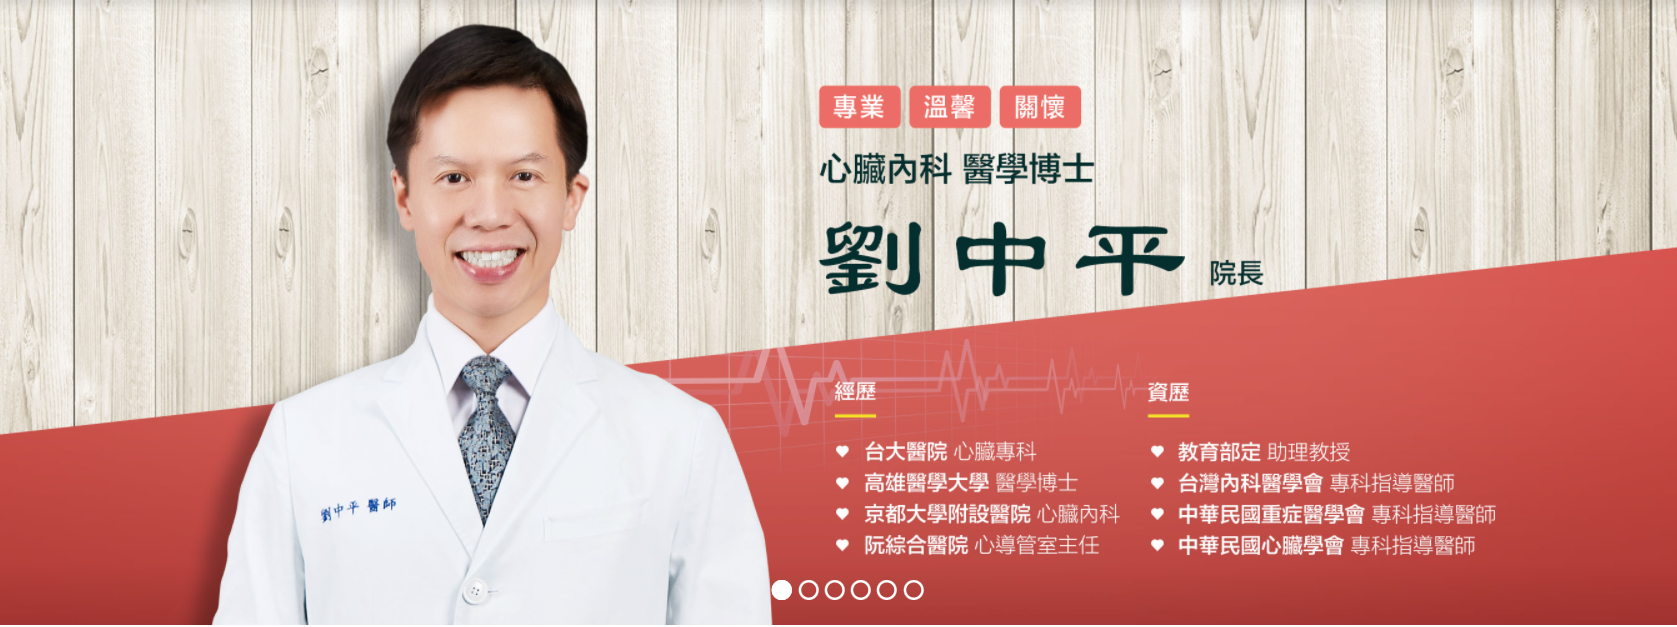 專業 溫馨 關懷
心臟內科 醫學博士
劉中平 院長
經歷
台大醫院 心臟專科
高雄醫學大學 醫學博士
京都大學附設醫院 心臟內科
阮綜合醫院 心導管室主任
資歷
教育部定 助理教授
台灣內科醫學會 專科指導醫師
中華民國重症醫學會 專科指導醫師
中華民國心臟學會 專科指導醫師
劉中平 醫師